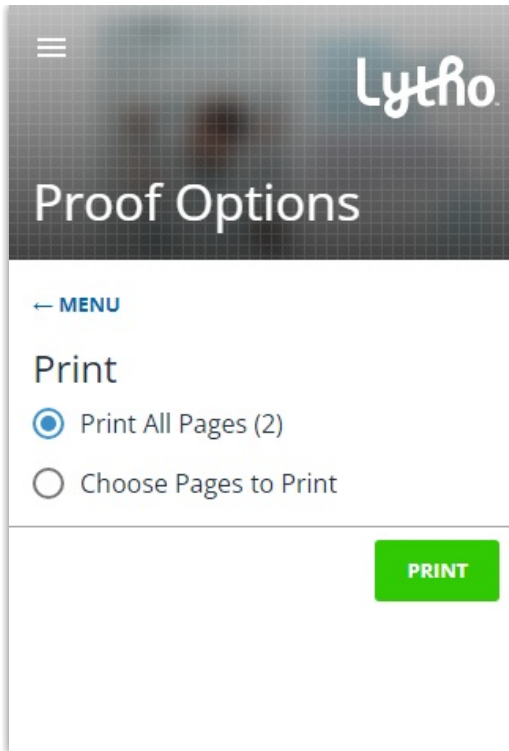 Lytho
Proof Options
← MENU
Print
Print All Pages (2)
Choose Pages to Print
PRINT